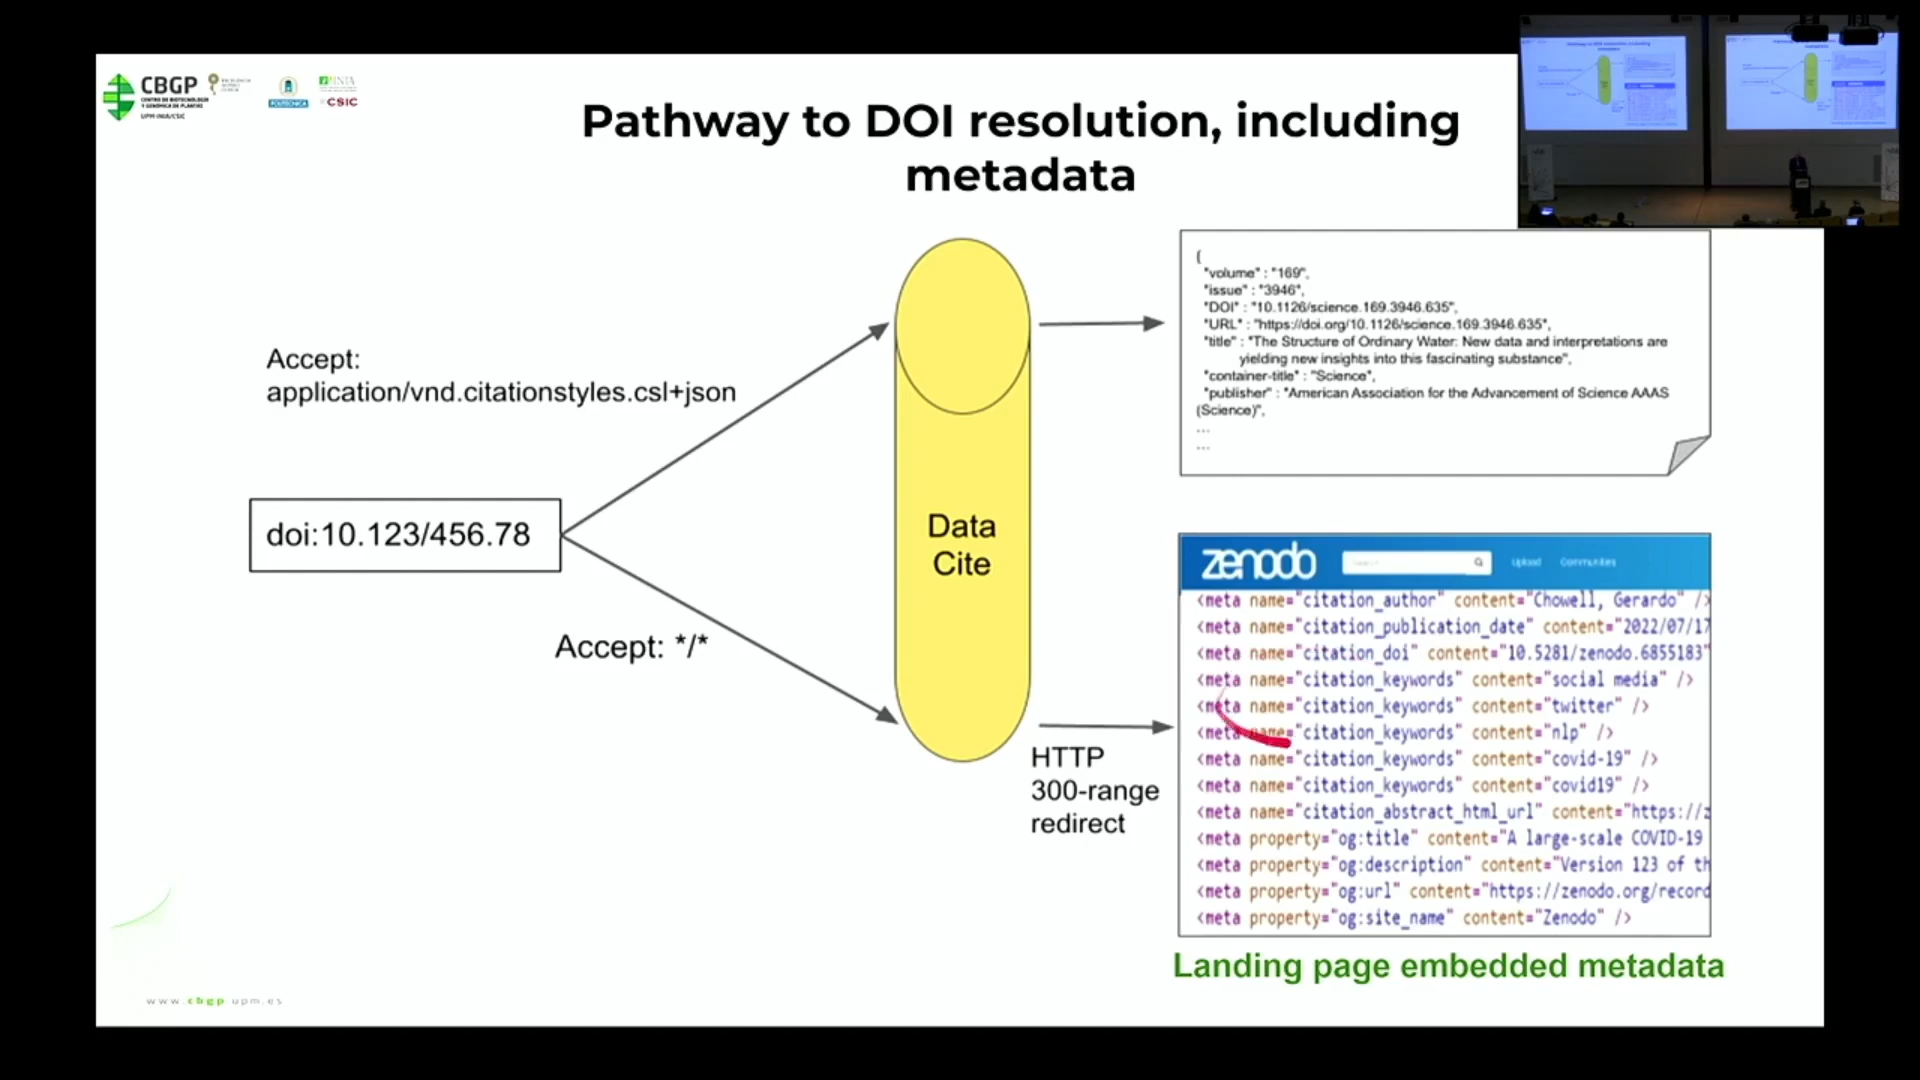 CBGP
CENTRO DE BIOTECNOLOGÍA
Y GENÓMICA DE PLANTAS
UPM-INIA/CSIC
POLITÉCNICA
INIA
CSIC
Pathway to DOI resolution, including
metadata
Accept:
application/vnd.citationstyles.csl+json
doi:10.123/456.78
Accept: */*
Data
Cite
HTTP
300-range
redirect
{
"volume" : "169",
"issue" : "3946",
"DOI" : "10.1126/science.169.3946.635",
"URL" : "https://doi.org/10.1126/science.169.3946.635",
"title" : "The Structure of Ordinary Water: New data and interpretations are
yielding new insights into this fascinating substance",
"container-title" : "Science",
"publisher" : "American Association for the Advancement of Science AAAS
(Science)",
...
...
zenodo
Search
Upload
Communities
<meta name="citation_author" content="Chowell, Gerardo" />
<meta name="citation_publication_date" content="2022/07/17
<meta name="citation_doi" content="10.5281/zenodo.6855183"
<meta name="citation_keywords" content="social media" />
<meta name="citation_keywords" content="twitter" />
<meta name="citation_keywords" content="nlp" />
<meta name="citation_keywords" content="covid-19" />
<meta name="citation_keywords" content="covid19" />
<meta name="citation_abstract_html_url" content="https://z
<meta property="og:title" content="A large-scale COVID-19
<meta property="og:description" content="Version 123 of th
<meta property="og:url" content="https://zenodo.org/record
<meta property="og:site_name" content="Zenodo" />
Landing page embedded metadata
www.cbgp.upm.es